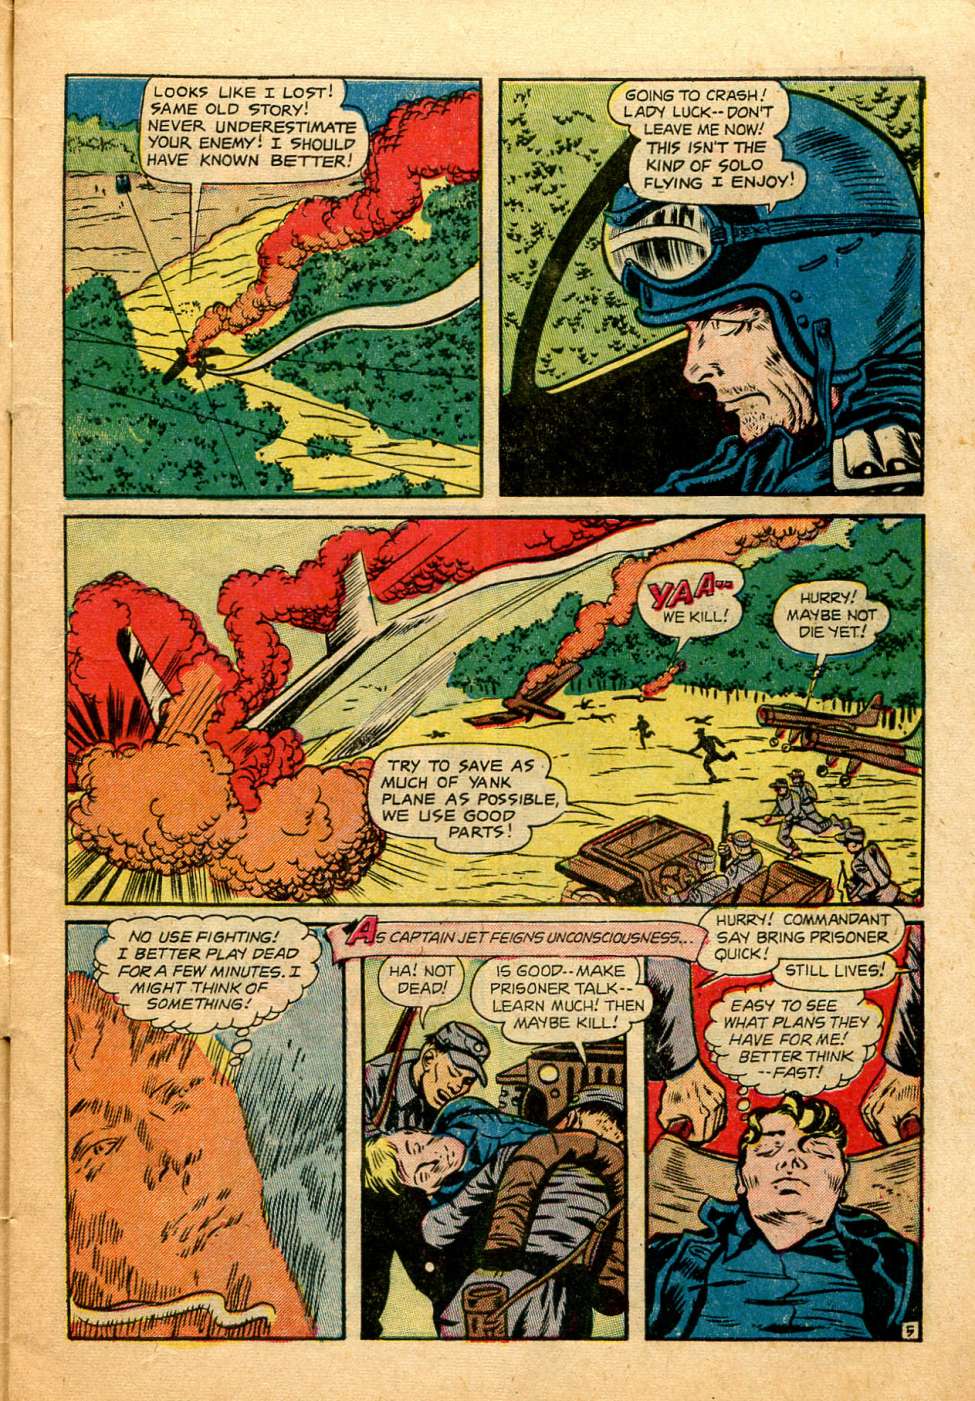 LOOKS LIKE I LOST!
SAME OLD STORY!
NEVER UNDERESTIMATE
YOUR ENEMY! I SHOULD
HAVE KNOWN BETTER!
GOING TO CRASH!
LADY LUCK--DON'T
LEAVE ME NOW!
THIS ISN'T THE
KIND OF SOLO
FLYING I ENJOY!
YAA--
WE KILL!
HURRY!
MAYBE NOT
DIE YET!
TRY TO SAVE AS
MUCH OF YANK
PLANE AS POSSIBLE,
WE USE GOOD
PARTS!
NO USE FIGHTING!
I BETTER PLAY DEAD
FOR A FEW MINUTES. I
MIGHT THINK OF
SOMETHING!
AS CAPTAIN JET FEIGNS UNCONSCIOUSNESS...
HA! NOT
DEAD!
IS GOOD--MAKE
PRISONER TALK--
LEARN MUCH! THEN
MAYBE KILL!
HURRY! COMMANDANT
SAY BRING PRISONER
QUICK!
STILL LIVES!
EASY TO SEE
WHAT PLANS THEY
HAVE FOR ME!
BETTER THINK
--FAST!
5